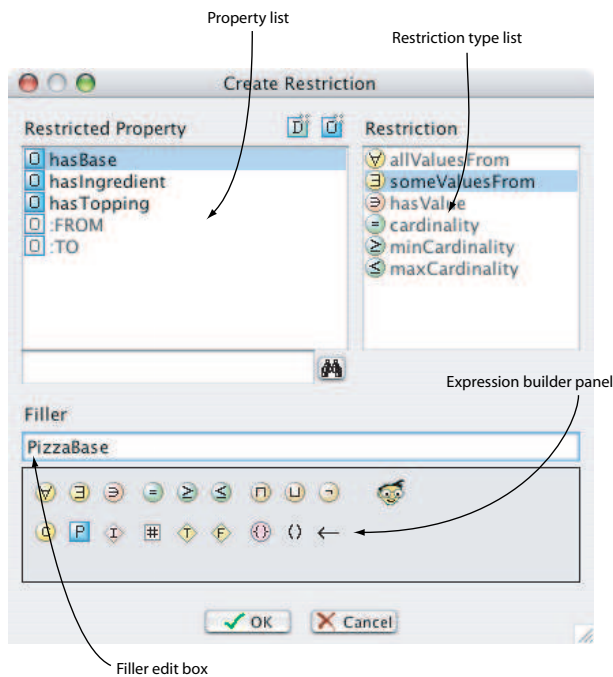 Property list
Restriction type list
Create Restriction
Restricted Property
Restriction
hasBase
hasIngredient
hasTopping
:FROM
:TO
∀ allValuesFrom
∃ someValuesFrom
∋ hasValue
= cardinality
≥ minCardinality
≤ maxCardinality
Expression builder panel
Filler
PizzaBase
∀ ∃ ∋ = ≥ ≤ ⊓ ⊔ ¬
C P I # T F {} () ←
OK
Cancel
Filler edit box